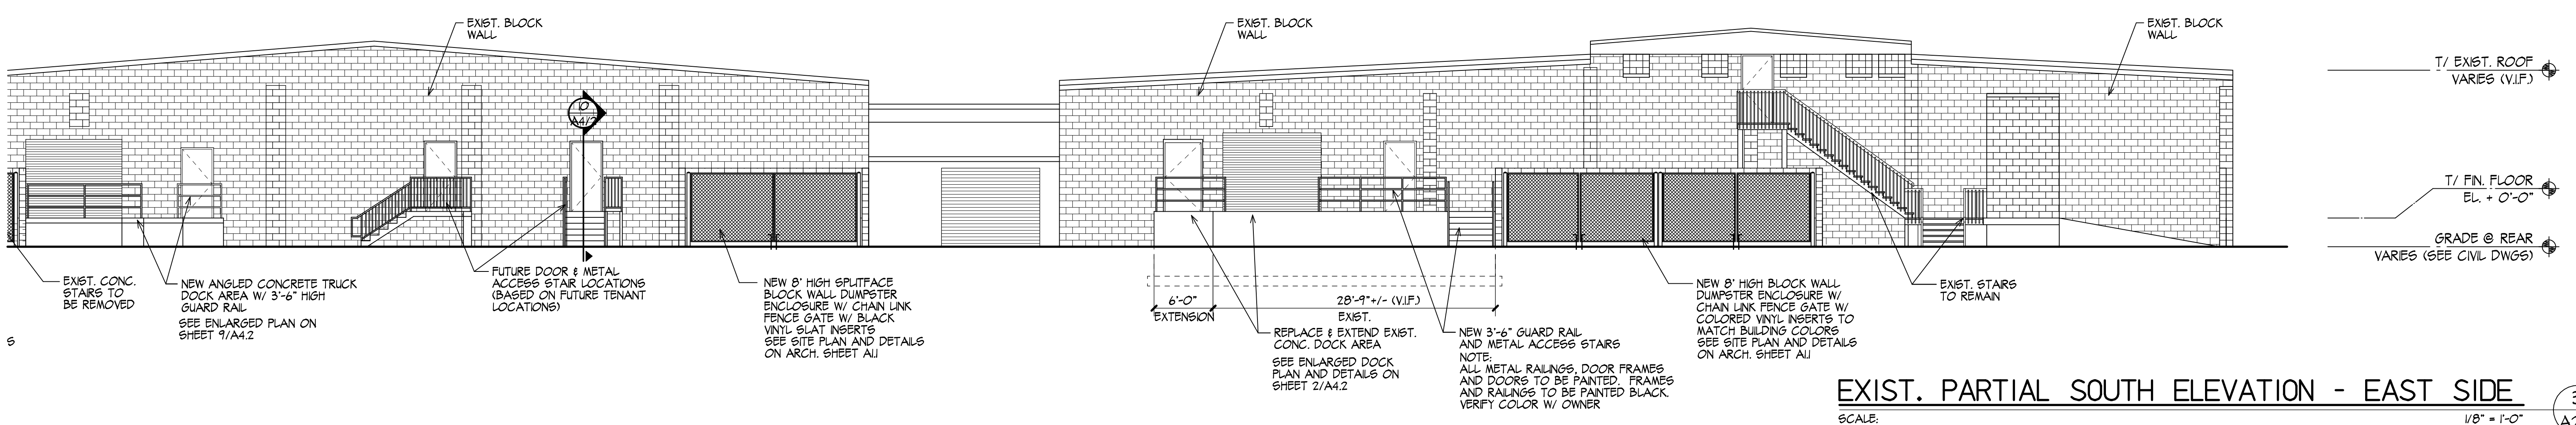 EXIST. BLOCK
WALL
EXIST. BLOCK
WALL
EXIST. BLOCK
WALL
T/ EXIST. ROOF
VARIES (V.I.F.)
10
A4/2
T/ FIN. FLOOR
EL. + 0'-0"
GRADE @ REAR
VARIES (SEE CIVIL DWGS)
EXIST. CONC.
STAIRS TO
BE REMOVED
NEW ANGLED CONCRETE TRUCK
DOCK AREA W/ 3'-6" HIGH
GUARD RAIL
SEE ENLARGED PLAN ON
SHEET 9/A4.2
FUTURE DOOR & METAL
ACCESS STAIR LOCATIONS
(BASED ON FUTURE TENANT
LOCATIONS)
NEW 8' HIGH SPLITFACE
BLOCK WALL DUMPSTER
ENCLOSURE W/ CHAIN LINK
FENCE GATE W/ BLACK
VINYL SLAT INSERTS
SEE SITE PLAN AND DETAILS
ON ARCH. SHEET A1.1
6'-0"
EXTENSION
28'-9"+/- (V.I.F.)
EXIST.
REPLACE & EXTEND EXIST.
CONC. DOCK AREA
SEE ENLARGED DOCK
PLAN AND DETAILS ON
SHEET 2/A4.2
NEW 3'-6" GUARD RAIL
AND METAL ACCESS STAIRS
NOTE:
ALL METAL RAILINGS, DOOR FRAMES
AND DOORS TO BE PAINTED. FRAMES
AND RAILINGS TO BE PAINTED BLACK.
VERIFY COLOR W/ OWNER
NEW 8' HIGH BLOCK WALL
DUMPSTER ENCLOSURE W/
CHAIN LINK FENCE GATE W/
COLORED VINYL INSERTS TO
MATCH BUILDING COLORS
SEE SITE PLAN AND DETAILS
ON ARCH. SHEET A1.1
EXIST. STAIRS
TO REMAIN
S
EXIST. PARTIAL SOUTH ELEVATION - EAST SIDE
SCALE:
1/8" = 1'-0"